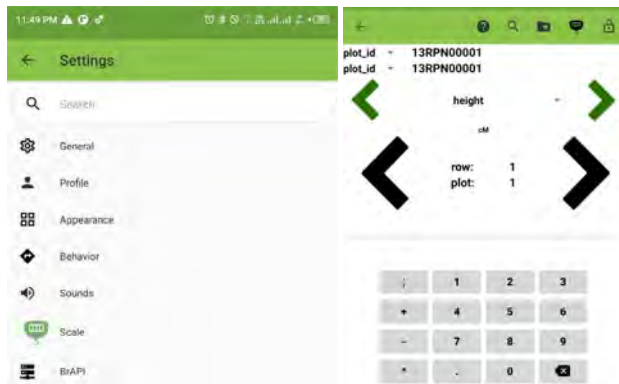 11:49 PM
Settings
Search
General
Profile
Appearance
Behavior
Sounds
Scale
BrAPI
plot_id 13RPN00001
plot_id 13RPN00001
height
cM
row: 1
plot: 1
; 1 2 3
+ 4 5 6
- 7 8 9
* . 0